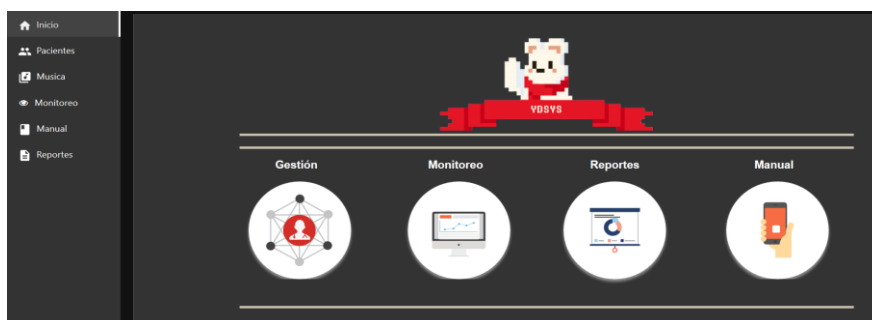 Inicio
Pacientes
Musica
Monitoreo
Manual
Reportes
YDSYS
Gestión
Monitoreo
Reportes
Manual